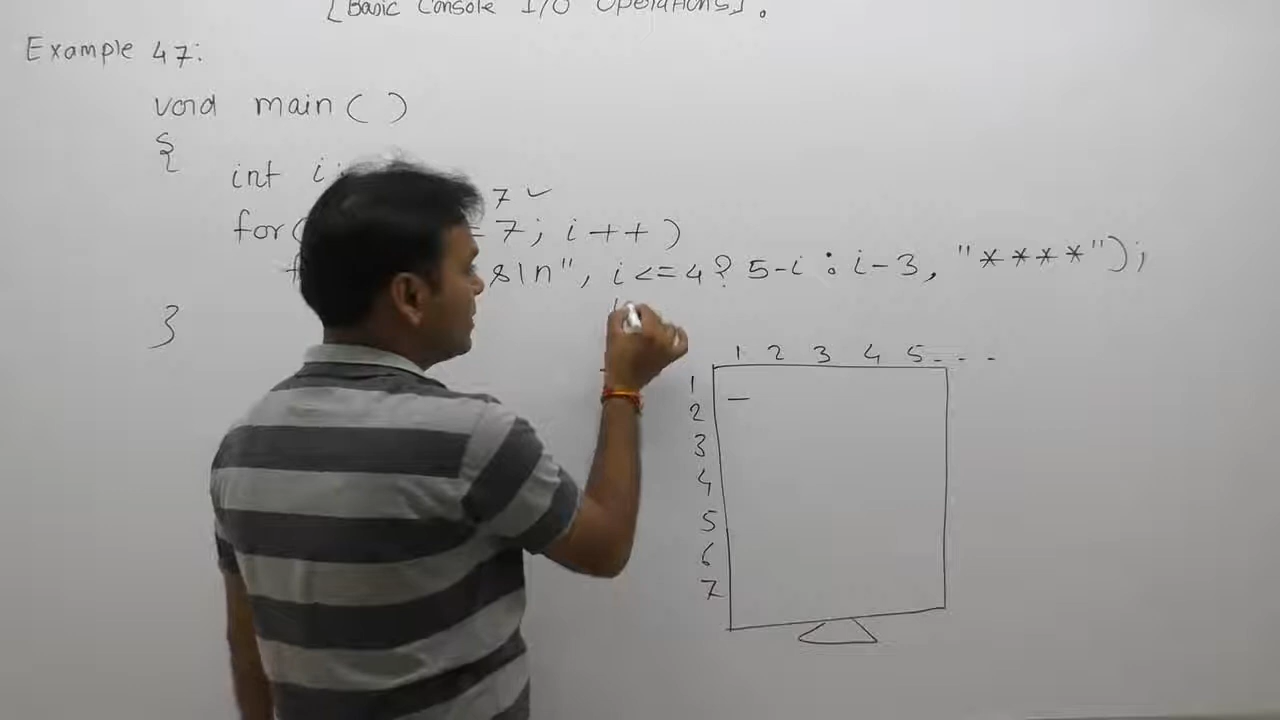 [Basic Console I/O Operations].
Example 47:
void main( )
{
int i;
7 ✓
for( = 7; i++)
sln", i<=4? 5-i : i-3, "****");
}
1 2 3 4 5 . . .
1
2
3
4
5
6
7